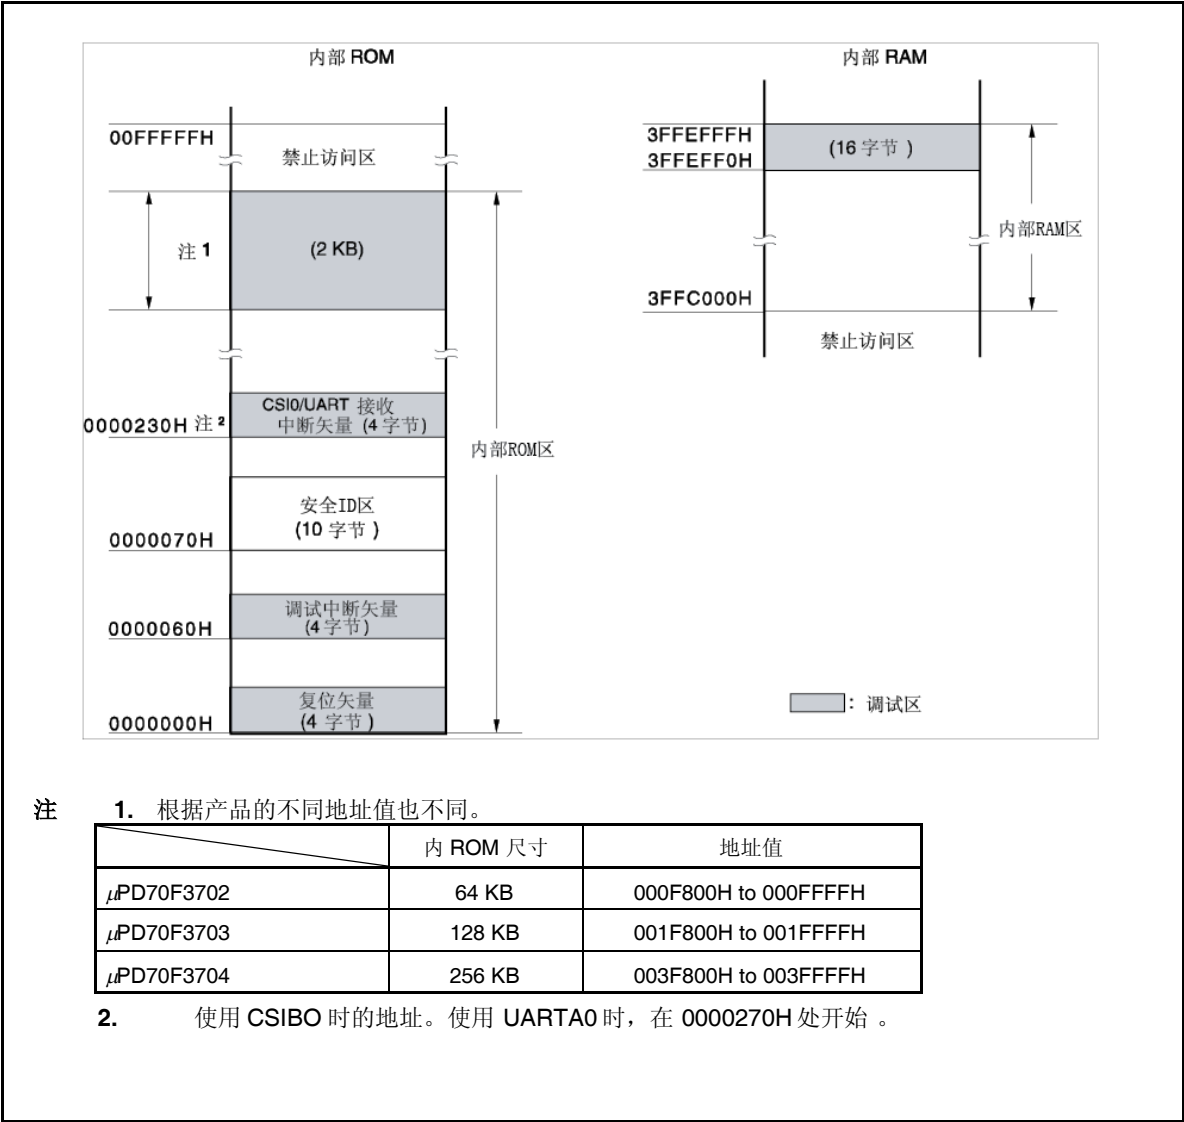 内部 ROM
00FFFFFH
禁止访问区
注 1
(2 KB)
CSI0/UART 接收
中断矢量 (4 字节)
0000230H 注 2
内部ROM区
安全ID区
(10 字节 )
0000070H
调试中断矢量
(4 字节)
0000060H
复位矢量
(4 字节 )
0000000H
内部 RAM
3FFEFFFH
(16 字节 )
3FFEFF0H
内部RAM区
3FFC000H
禁止访问区
: 调试区
注 1. 根据产品的不同地址值也不同。
内 ROM 尺寸 地址值
μPD70F3702 64 KB 000F800H to 000FFFFH
μPD70F3703 128 KB 001F800H to 001FFFFH
μPD70F3704 256 KB 003F800H to 003FFFFH
2. 使用 CSIBO 时的地址。使用 UARTA0 时，在 0000270H 处开始 。